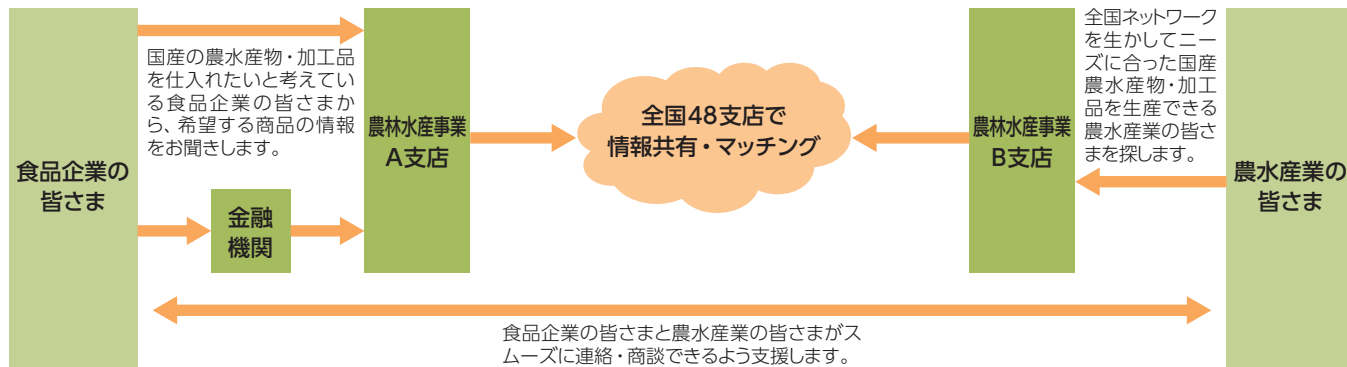 食品企業の
皆さま
国産の農水産物・加工品
を仕入れたいと考えてい
る食品企業の皆さまか
ら、希望する商品の情報
をお聞きします。
金融
機関
農林水産事業
A支店
全国48支店で
情報共有・マッチング
農林水産事業
B支店
全国ネットワーク
を生かしてニー
ズに合った国産
農水産物・加工
品を生産できる
農水産業の皆さ
まを探します。
農水産業の
皆さま
食品企業の皆さまと農水産業の皆さまがス
ムーズに連絡・商談できるよう支援します。